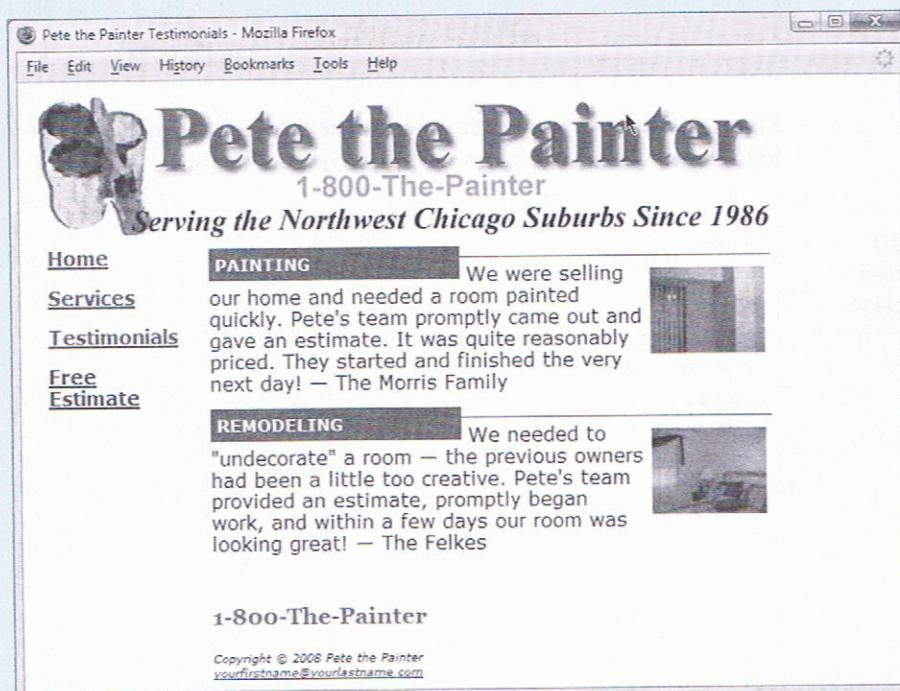 Pete the Painter Testimonials - Mozilla Firefox
File Edit View History Bookmarks Tools Help
Pete the Painter
1-800-The-Painter
Serving the Northwest Chicago Suburbs Since 1986
Home
Services
Testimonials
Free
Estimate
PAINTING
We were selling
our home and needed a room painted
quickly. Pete's team promptly came out and
gave an estimate. It was quite reasonably
priced. They started and finished the very
next day! — The Morris Family
REMODELING
We needed to
"undecorate" a room — the previous owners
had been a little too creative. Pete's team
provided an estimate, promptly began
work, and within a few days our room was
looking great! — The Felkes
1-800-The-Painter
Copyright © 2008 Pete the Painter
yourfirstname@yourlastname.com